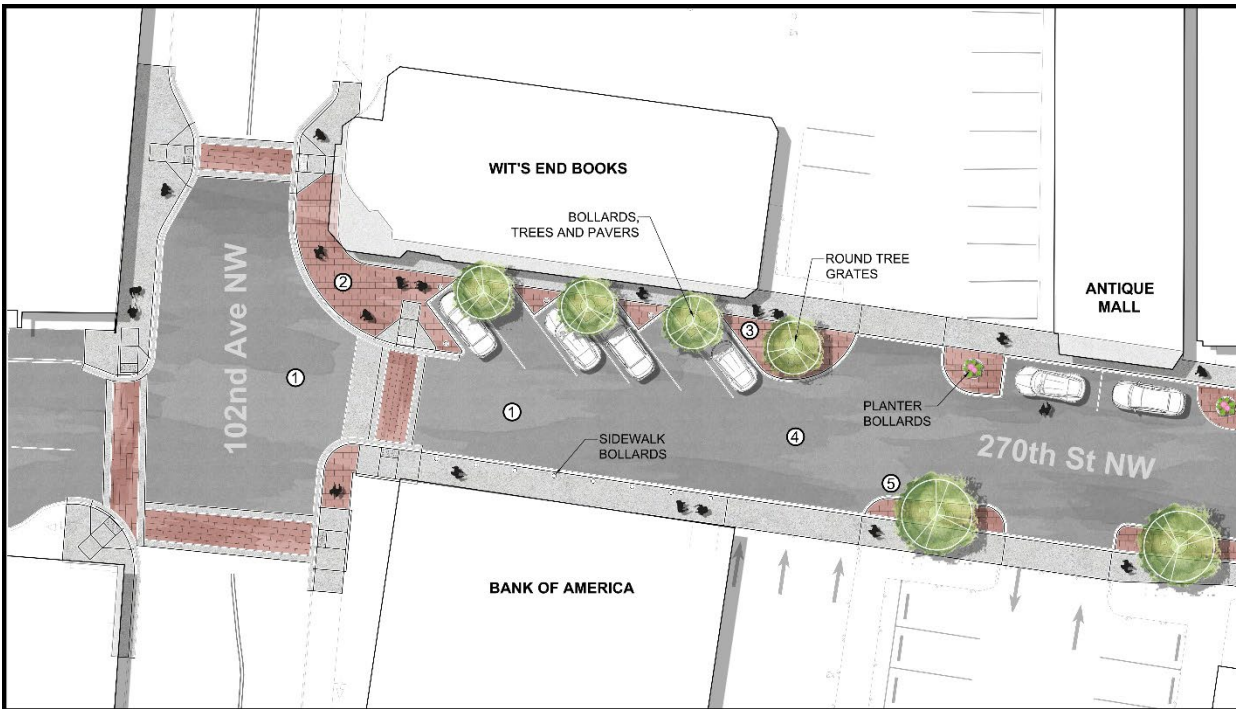 WIT'S END BOOKS
BOLLARDS,
TREES AND PAVERS
ROUND TREE
GRATES
ANTIQUE
MALL
102nd Ave NW
2
3
1
1
PLANTER
BOLLARDS
4
270th St NW
SIDEWALK
BOLLARDS
5
BANK OF AMERICA